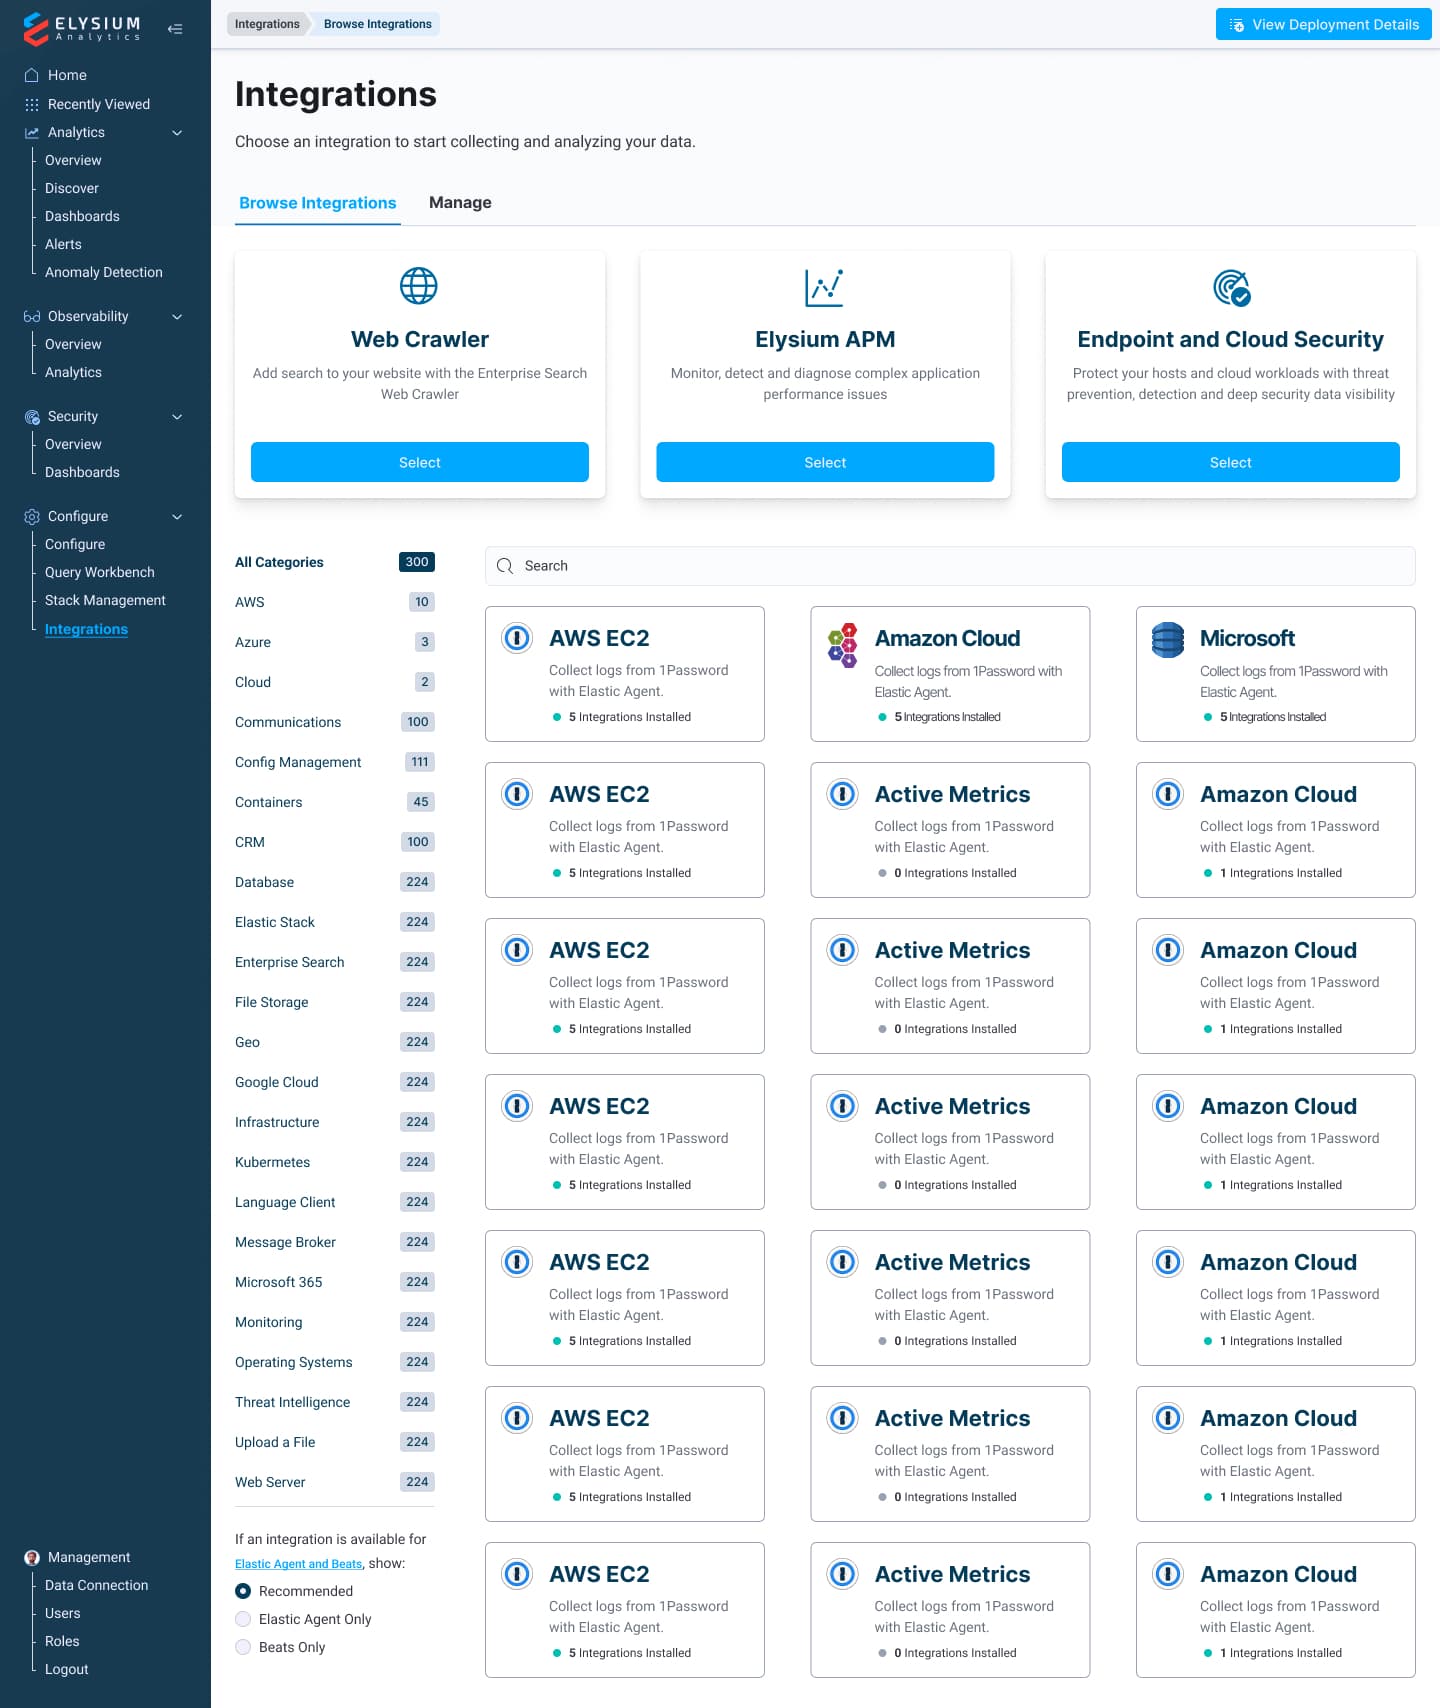 ELYSIUM
Analytics
Home
Recently Viewed
Analytics
Overview
Discover
Dashboards
Alerts
Anomaly Detection
Observability
Overview
Analytics
Security
Overview
Dashboards
Configure
Configure
Query Workbench
Stack Management
Integrations
Management
Data Connection
Users
Roles
Logout
Integrations
Browse Integrations
View Deployment Details
Integrations
Choose an integration to start collecting and analyzing your data.
Browse Integrations
Manage
Web Crawler
Add search to your website with the Enterprise Search
Web Crawler
Select
Elysium APM
Monitor, detect and diagnose complex application
performance issues
Select
Endpoint and Cloud Security
Protect your hosts and cloud workloads with threat
prevention, detection and deep security data visibility
Select
All Categories 300
AWS 10
Azure 3
Cloud 2
Communications 100
Config Management 111
Containers 45
CRM 100
Database 224
Elastic Stack 224
Enterprise Search 224
File Storage 224
Geo 224
Google Cloud 224
Infrastructure 224
Kubernetes 224
Language Client 224
Message Broker 224
Microsoft 365 224
Monitoring 224
Operating Systems 224
Threat Intelligence 224
Upload a File 224
Web Server 224
If an integration is available for
Elastic Agent and Beats, show:
Recommended
Elastic Agent Only
Beats Only
Search
AWS EC2
Collect logs from 1Password
with Elastic Agent.
5 Integrations Installed
Amazon Cloud
Collect logs from 1Password with
Elastic Agent.
5 Integrations Installed
Microsoft
Collect logs from 1Password with
Elastic Agent.
5 Integrations Installed
AWS EC2
Collect logs from 1Password
with Elastic Agent.
5 Integrations Installed
Active Metrics
Collect logs from 1Password
with Elastic Agent.
0 Integrations Installed
Amazon Cloud
Collect logs from 1Password
with Elastic Agent.
1 Integrations Installed
AWS EC2
Collect logs from 1Password
with Elastic Agent.
5 Integrations Installed
Active Metrics
Collect logs from 1Password
with Elastic Agent.
0 Integrations Installed
Amazon Cloud
Collect logs from 1Password
with Elastic Agent.
1 Integrations Installed
AWS EC2
Collect logs from 1Password
with Elastic Agent.
5 Integrations Installed
Active Metrics
Collect logs from 1Password
with Elastic Agent.
0 Integrations Installed
Amazon Cloud
Collect logs from 1Password
with Elastic Agent.
1 Integrations Installed
AWS EC2
Collect logs from 1Password
with Elastic Agent.
5 Integrations Installed
Active Metrics
Collect logs from 1Password
with Elastic Agent.
0 Integrations Installed
Amazon Cloud
Collect logs from 1Password
with Elastic Agent.
1 Integrations Installed
AWS EC2
Collect logs from 1Password
with Elastic Agent.
5 Integrations Installed
Active Metrics
Collect logs from 1Password
with Elastic Agent.
0 Integrations Installed
Amazon Cloud
Collect logs from 1Password
with Elastic Agent.
1 Integrations Installed
AWS EC2
Collect logs from 1Password
with Elastic Agent.
5 Integrations Installed
Active Metrics
Collect logs from 1Password
with Elastic Agent.
0 Integrations Installed
Amazon Cloud
Collect logs from 1Password
with Elastic Agent.
1 Integrations Installed